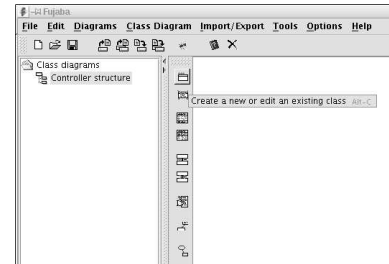 Fujaba
File Edit Diagrams Class Diagram Import/Export Tools Options Help
Class diagrams
Controller structure
Create a new or edit an existing class Alt-C